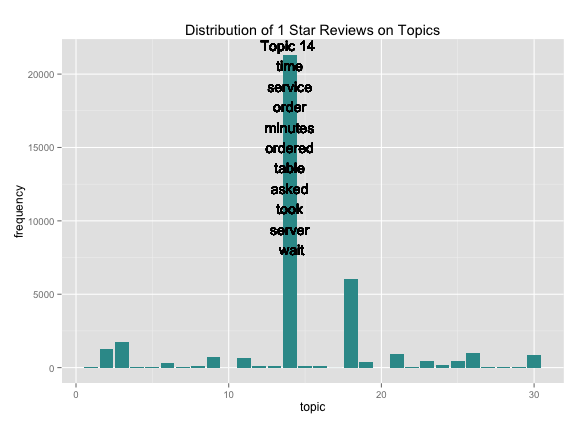 Distribution of 1 Star Reviews on Topics
Topic 14
time
service
order
minutes
ordered
table
asked
took
server
wait
20000
15000
10000
5000
0
frequency
0 10 20 30
topic